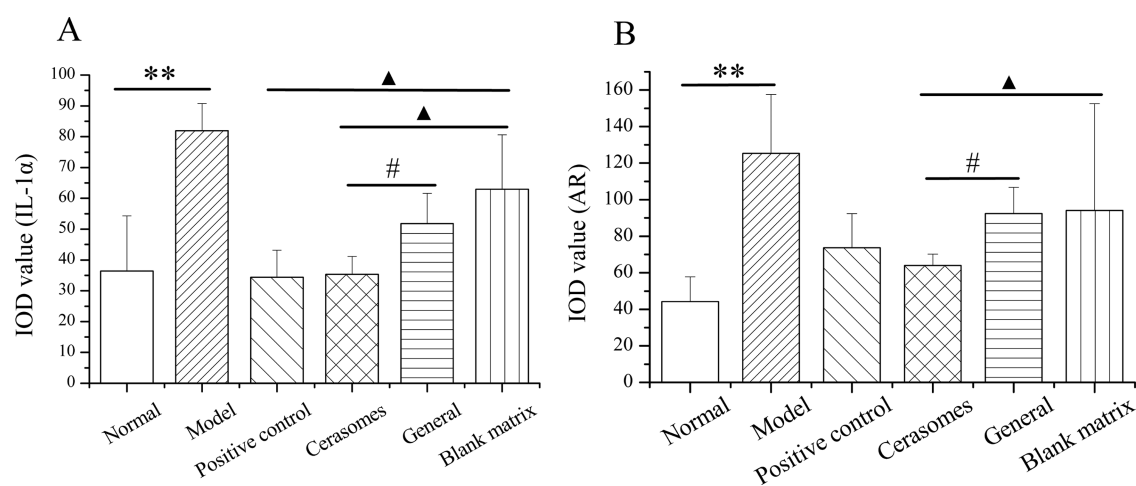 A
IOD value (IL-1α)
100
90
80
70
60
50
40
30
20
10
0
**
▲
▲
#
Normal
Model
Positive control
Cerasomes
General
Blank matrix
B
IOD value (AR)
160
140
120
100
80
60
40
20
0
**
▲
#
Normal
Model
Positive control
Cerasomes
General
Blank matrix